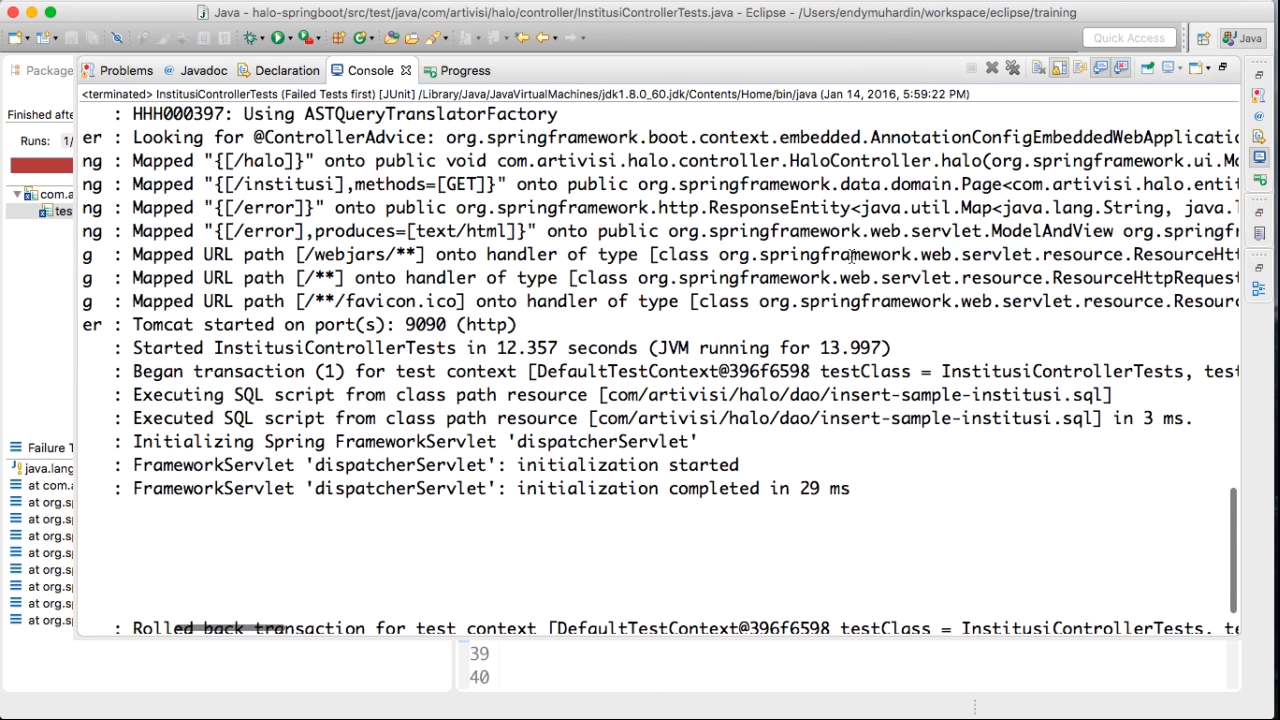 Java - halo-springboot/src/test/java/com/artivisi/halo/controller/InstitusiControllerTests.java - Eclipse - /Users/endymuhardin/workspace/eclipse/training
Quick Access
Java
Package
Problems
Javadoc
Declaration
Console
Progress
Finished afte
<terminated> InstitusiControllerTests (Failed Tests first) [JUnit] /Library/Java/JavaVirtualMachines/jdk1.8.0_60.jdk/Contents/Home/bin/java (Jan 14, 2016, 5:59:22 PM)
Runs: 1/
com.a
tes
: HHH000397: Using ASTQueryTranslatorFactory
er : Looking for @ControllerAdvice: org.springframework.boot.context.embedded.AnnotationConfigEmbeddedWebApplicatio
ng : Mapped "{[/halo]}" onto public void com.artivisi.halo.controller.HaloController.halo(org.springframework.ui.Mo
ng : Mapped "{[/institusi],methods=[GET]}" onto public org.springframework.data.domain.Page<com.artivisi.halo.entit
ng : Mapped "{[/error]}" onto public org.springframework.http.ResponseEntity<java.util.Map<java.lang.String, java.l
ng : Mapped "{[/error],produces=[text/html]}" onto public org.springframework.web.servlet.ModelAndView org.springfr
g : Mapped URL path [/webjars/**] onto handler of type [class org.springframework.web.servlet.resource.ResourceHtt
g : Mapped URL path [/**] onto handler of type [class org.springframework.web.servlet.resource.ResourceHttpRequest
g : Mapped URL path [/**/favicon.ico] onto handler of type [class org.springframework.web.servlet.resource.Resourc
er : Tomcat started on port(s): 9090 (http)
: Started InstitusiControllerTests in 12.357 seconds (JVM running for 13.997)
: Began transaction (1) for test context [DefaultTestContext@396f6598 testClass = InstitusiControllerTests, test
: Executing SQL script from class path resource [com/artivisi/halo/dao/insert-sample-institusi.sql]
: Executed SQL script from class path resource [com/artivisi/halo/dao/insert-sample-institusi.sql] in 3 ms.
: Initializing Spring FrameworkServlet 'dispatcherServlet'
: FrameworkServlet 'dispatcherServlet': initialization started
: FrameworkServlet 'dispatcherServlet': initialization completed in 29 ms
: Rolled back transaction for test context [DefaultTestContext@396f6598 testClass = InstitusiControllerTests, te
Failure T
java.lang
at com.a
at org.sp
at org.sp
at org.sp
at org.sp
at org.sp
at org.sp
at org.sp
at org.sp
39
40